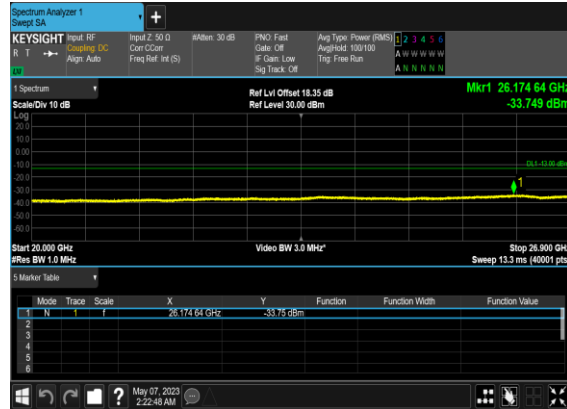 Spectrum Analyzer 1
Swept SA
+
KEYSIGHT Input: RF Input Z: 50 Ω #Atten: 30 dB PNO: Fast Avg Type: Power (RMS) 1 2 3 4 5 6
R T Coupling: DC Corr CCorr Gate: Off Avg|Hold: 100/100 A W W W W W
Align: Auto Freq Ref: Int (S) IF Gain: Low Trig: Free Run
Sig Track: Off A N N N N N
1 Spectrum Ref Lvl Offset 18.35 dB Mkr1 26.174 64 GHz
Scale/Div 10 dB Ref Level 30.00 dBm -33.749 dBm
Log
20.0
10.0
0.00
-10.0 DL1 -13.00 dBm
-20.0
-30.0 1
-40.0
-50.0
-60.0
Start 20.000 GHz Video BW 3.0 MHz* Stop 26.900 GHz
#Res BW 1.0 MHz Sweep 13.3 ms (40001 pts)
5 Marker Table
Mode Trace Scale X Y Function Function Width Function Value
1 N 1 f 26.174 64 GHz -33.75 dBm
2
3
4
5
6
? May 07, 2023
2:22:48 AM